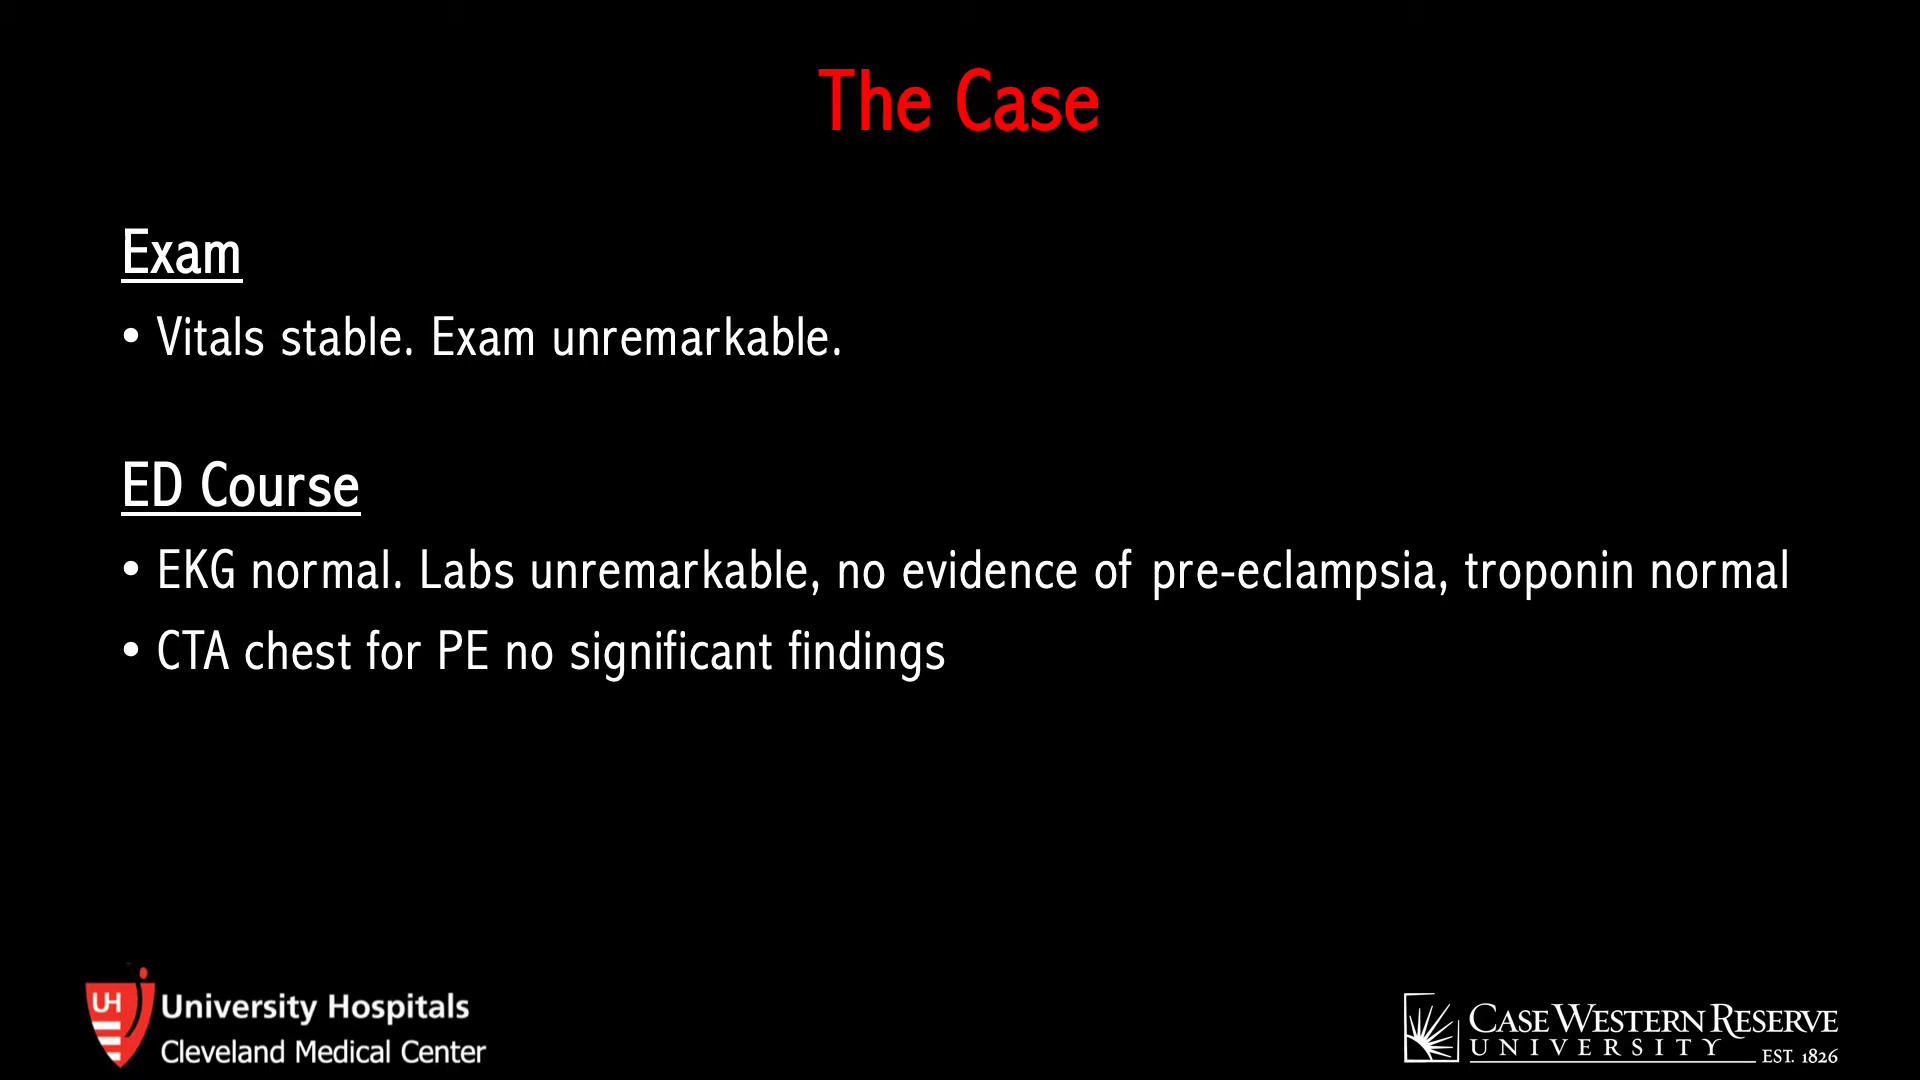 The Case
Exam
• Vitals stable. Exam unremarkable.
ED Course
• EKG normal. Labs unremarkable, no evidence of pre-eclampsia, troponin normal
• CTA chest for PE no significant findings
UH
University Hospitals
Cleveland Medical Center
CASE WESTERN RESERVE
UNIVERSITY
EST. 1826